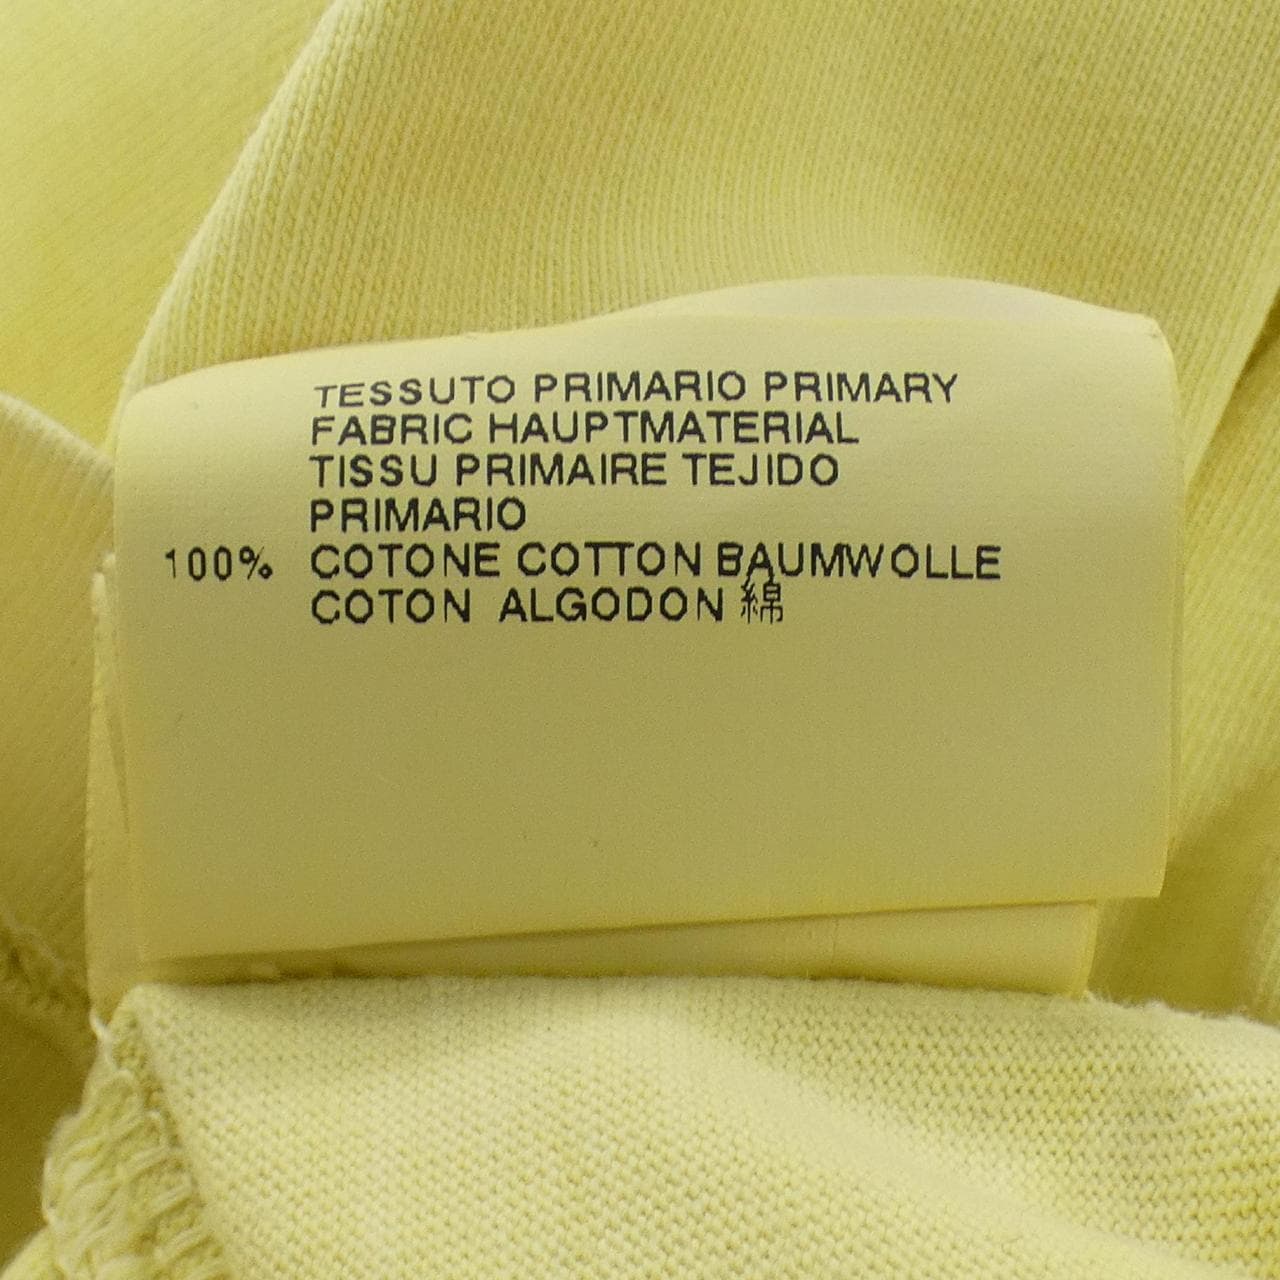 TESSUTO PRIMARIO PRIMARY
FABRIC HAUPTMATERIAL
TISSU PRIMAIRE TEJIDO
PRIMARIO
100% COTONE COTTON BAUMWOLLE
COTON ALGODON 綿